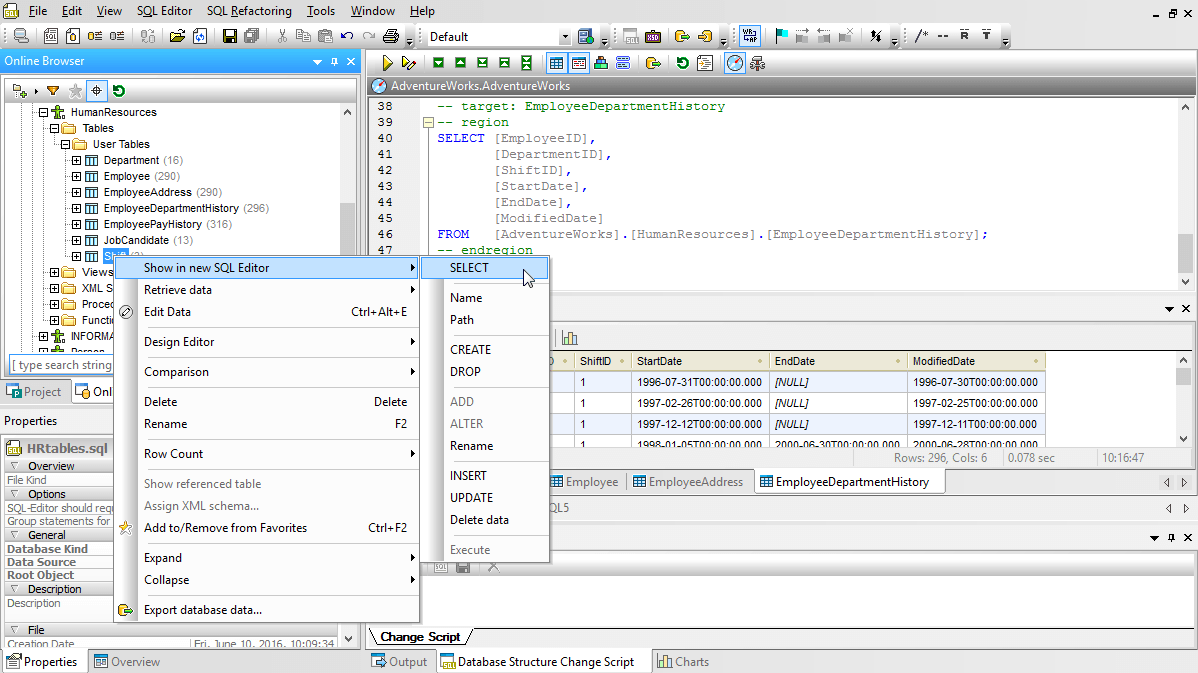 File Edit View SQL Editor SQL Refactoring Tools Window Help
Default
Online Browser
HumanResources
Tables
User Tables
Department (16)
Employee (290)
EmployeeAddress (290)
EmployeeDepartmentHistory (296)
EmployeePayHistory (316)
JobCandidate (13)
Shift
Views
XML S
Proced
Functi
INFORMA
[ type search string
Project Onl
Properties
HRtables.sql
Overview
File Kind
Options
SQL-Editor should requ
Group statements for
General
Database Kind
Data Source
Root Object
Description
Description
File
Creation Date Fri, June 10, 2016, 10:09:34
Properties Overview
Show in new SQL Editor
Retrieve data
Edit Data Ctrl+Alt+E
Design Editor
Comparison
Delete Delete
Rename F2
Row Count
Show referenced table
Assign XML schema...
Add to/Remove from Favorites Ctrl+F2
Expand
Collapse
Export database data...
SELECT
Name
Path
CREATE
DROP
ADD
ALTER
Rename
INSERT
UPDATE
Delete data
Execute
AdventureWorks.AdventureWorks
38 -- target: EmployeeDepartmentHistory
39 -- region
40 SELECT [EmployeeID],
41 [DepartmentID],
42 [ShiftID],
43 [StartDate],
44 [EndDate],
45 [ModifiedDate]
46 FROM [AdventureWorks].[HumanResources].[EmployeeDepartmentHistory];
47 -- endregion
D ShiftID StartDate EndDate ModifiedDate
1 1996-07-31T00:00:00.000 [NULL] 1996-07-30T00:00:00.000
1 1997-02-26T00:00:00.000 [NULL] 1997-02-25T00:00:00.000
1 1997-12-12T00:00:00.000 [NULL] 1997-12-11T00:00:00.000
1 1998-01-05T00:00:00.000 2000-06-30T00:00:00.000 2000-06-28T00:00:00.000
Rows: 296, Cols: 6 0.078 sec 10:16:47
Employee EmployeeAddress EmployeeDepartmentHistory
QL5
Change Script
Output Database Structure Change Script Charts